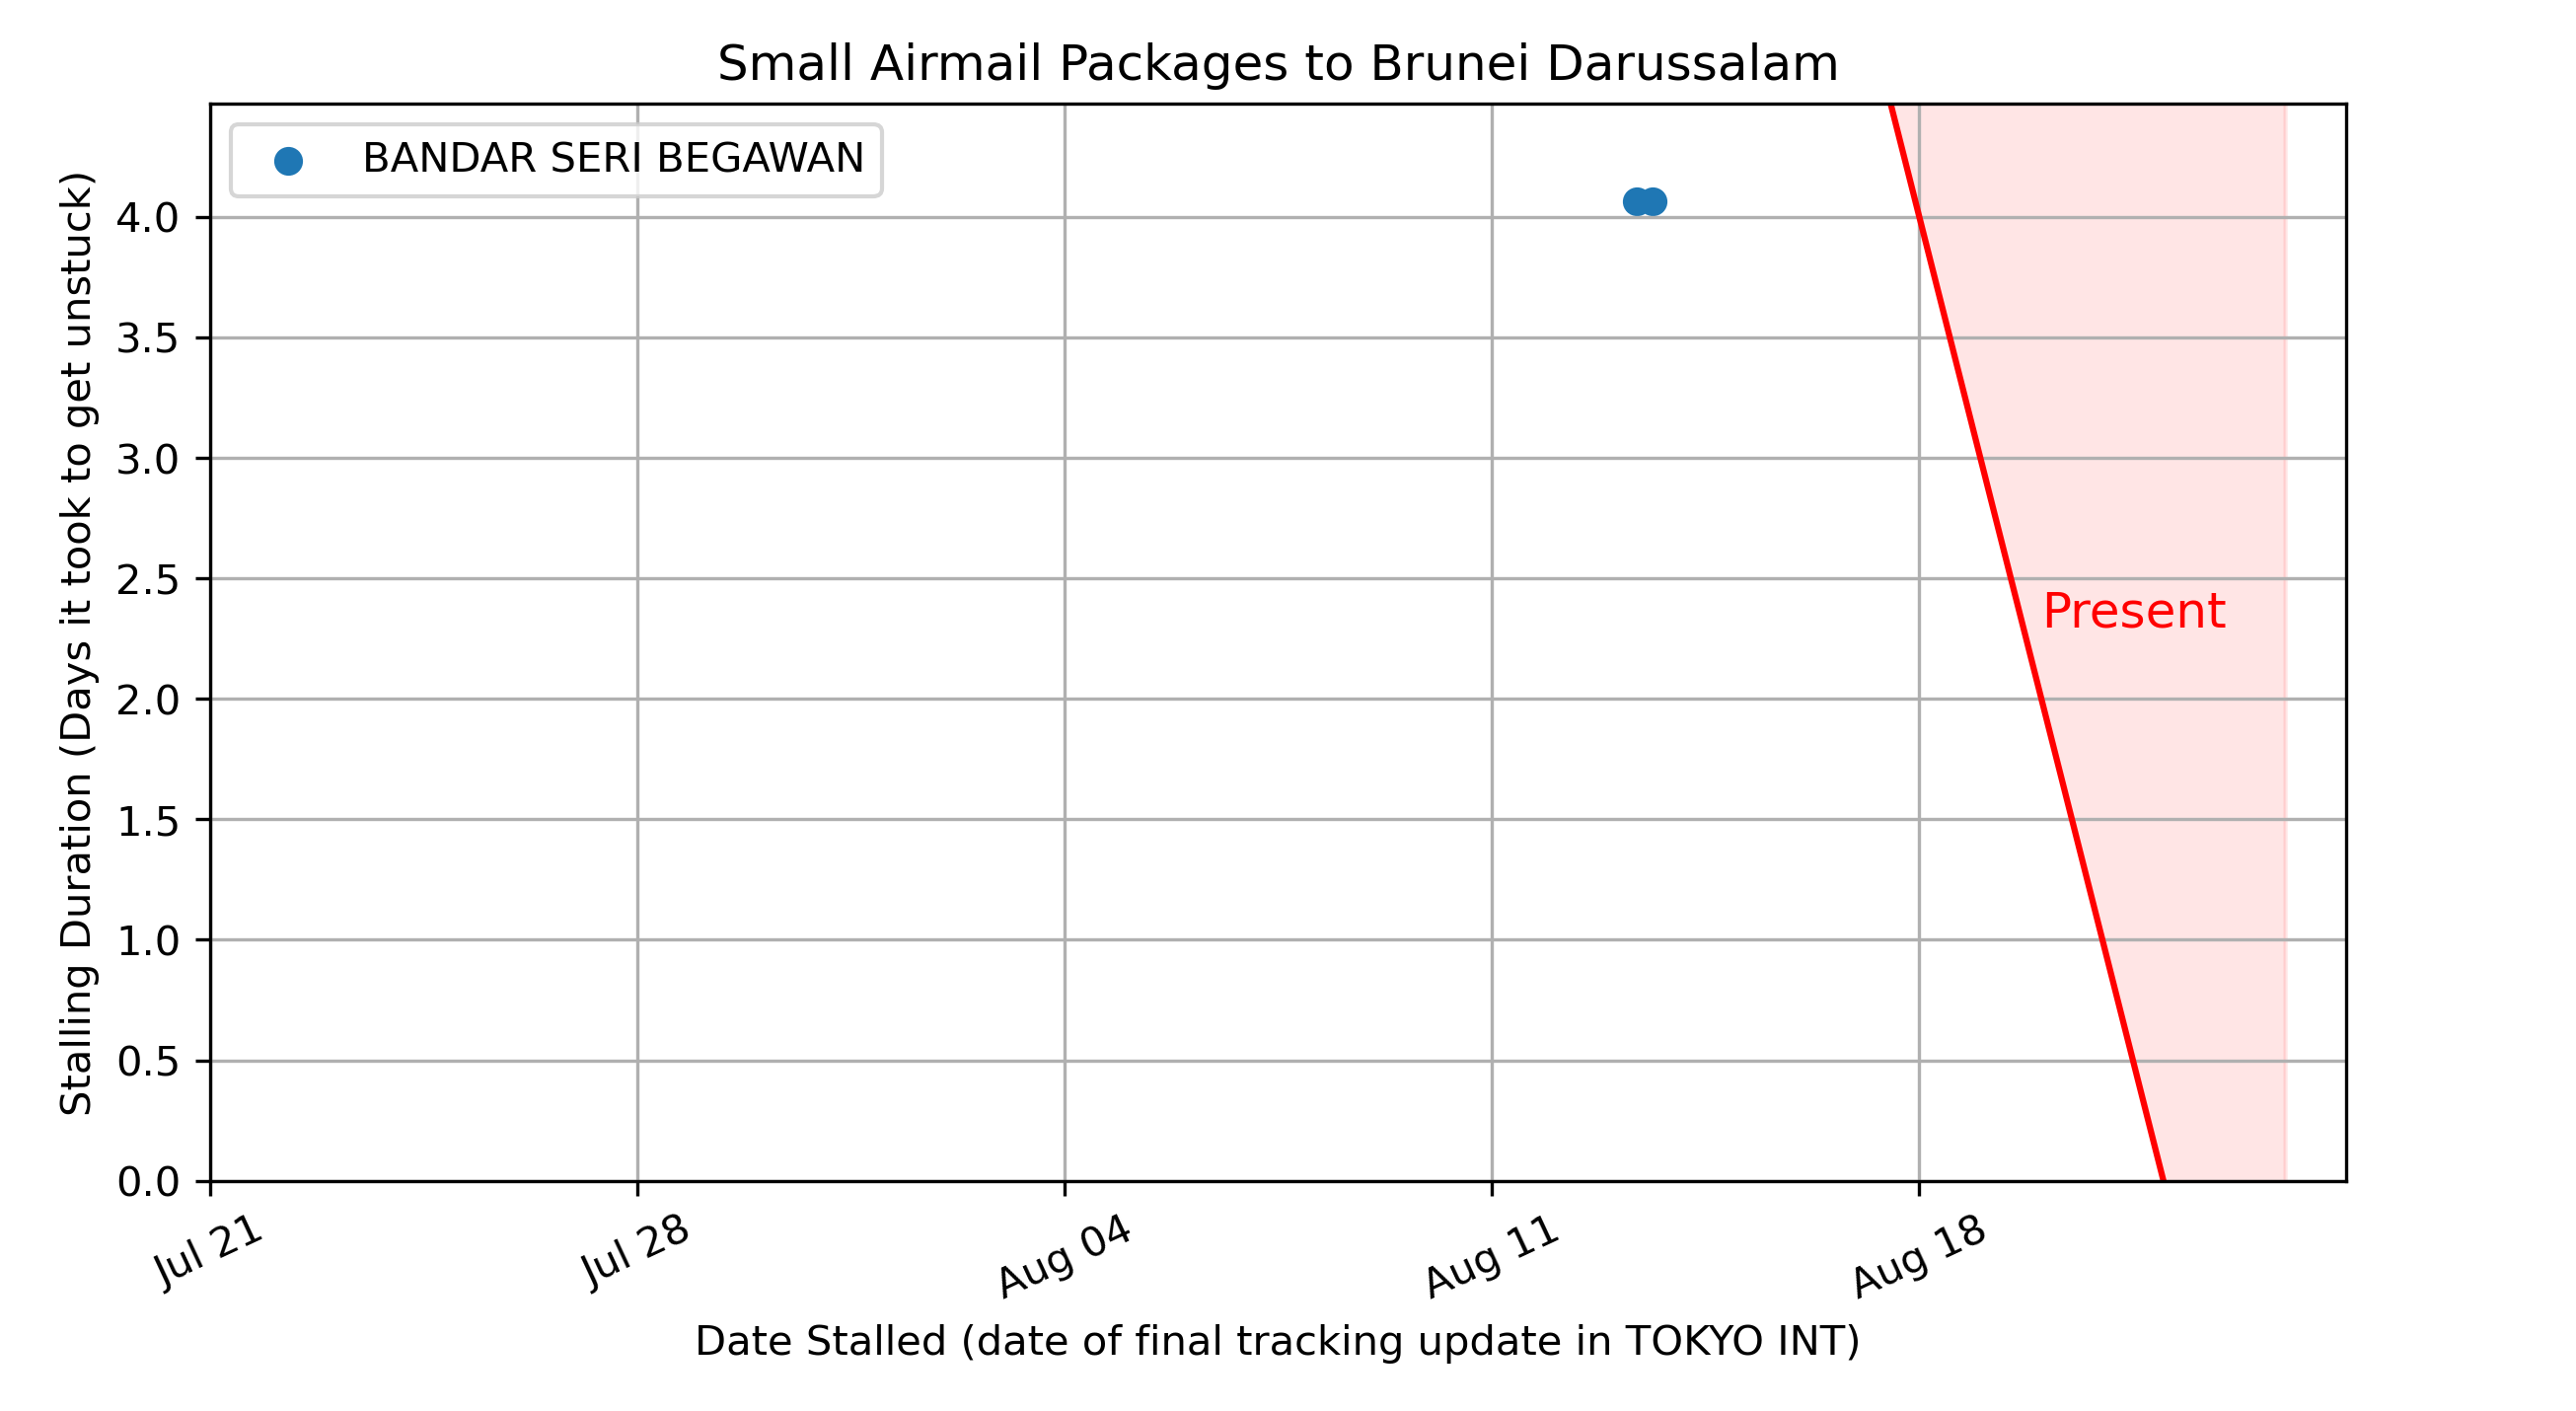 Small Airmail Packages to Brunei Darussalam
BANDAR SERI BEGAWAN
Stalling Duration (Days it took to get unstuck)
4.0
3.5
3.0
2.5
2.0
1.5
1.0
0.5
0.0
Present
Jul 21
Jul 28
Aug 04
Aug 11
Aug 18
Date Stalled (date of final tracking update in TOKYO INT)